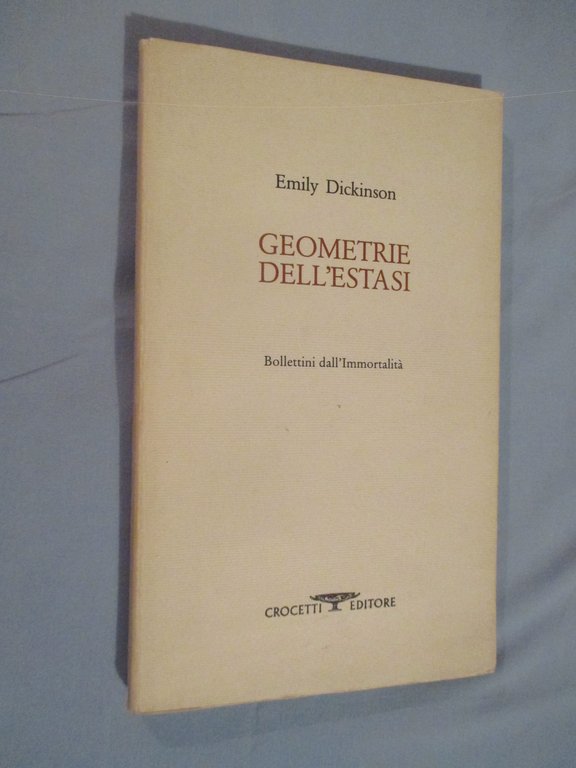 Emily Dickinson
GEOMETRIE
DELL'ESTASI
Bollettini dall'Immortalità
CROCETTI EDITORE